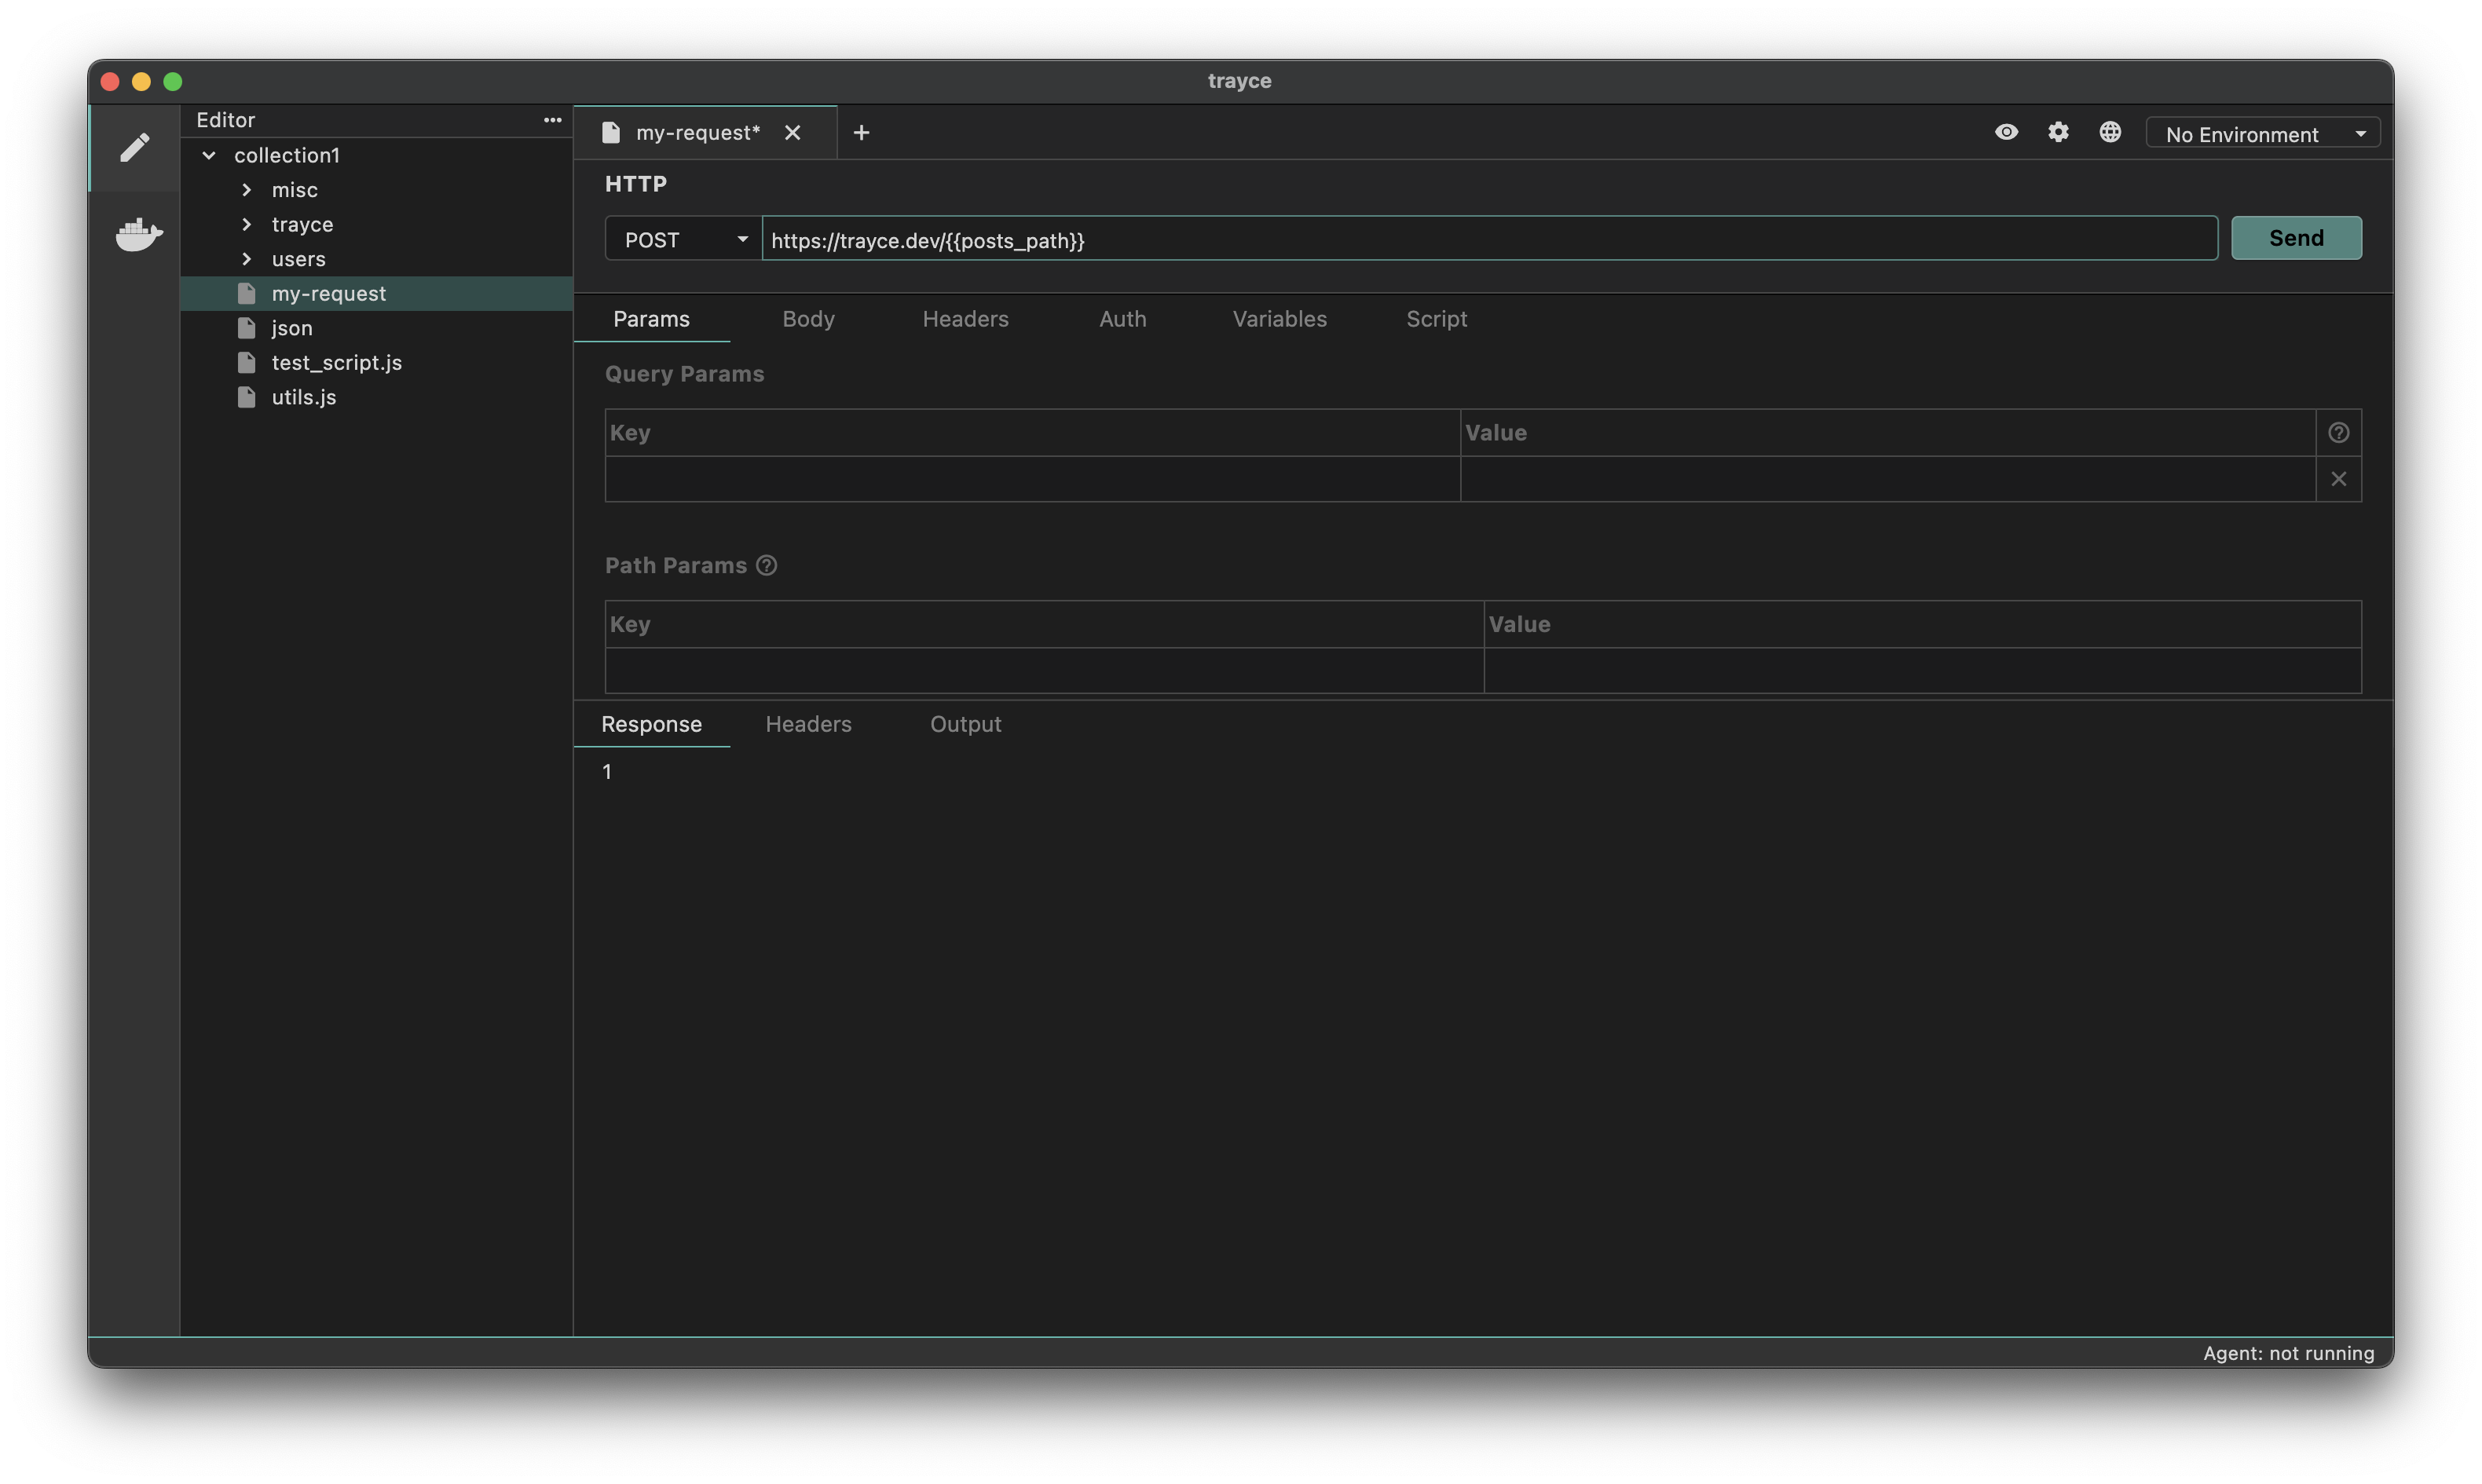 trayce
Editor
collection1
misc
trayce
users
my-request
json
test_script.js
utils.js
my-request*
No Environment
HTTP
POST
https://trayce.dev/{{posts_path}}
Send
Params Body Headers Auth Variables Script
Query Params
Key Value
Path Params
Key Value
Response Headers Output
1
Agent: not running